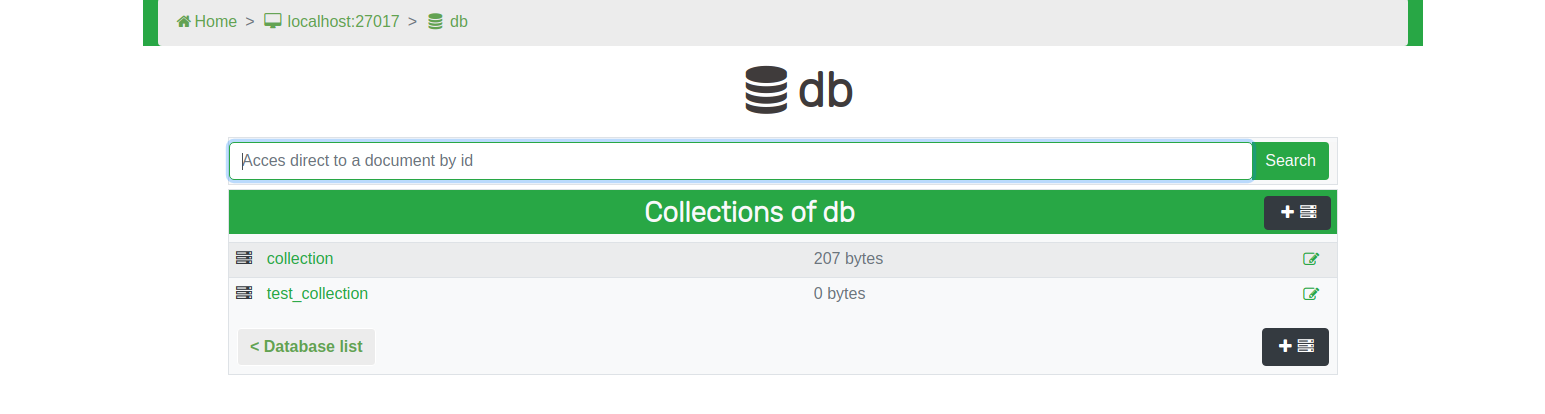 Home > localhost:27017 > db
db
Acces direct to a document by id Search
Collections of db
collection 207 bytes
test_collection 0 bytes
< Database list